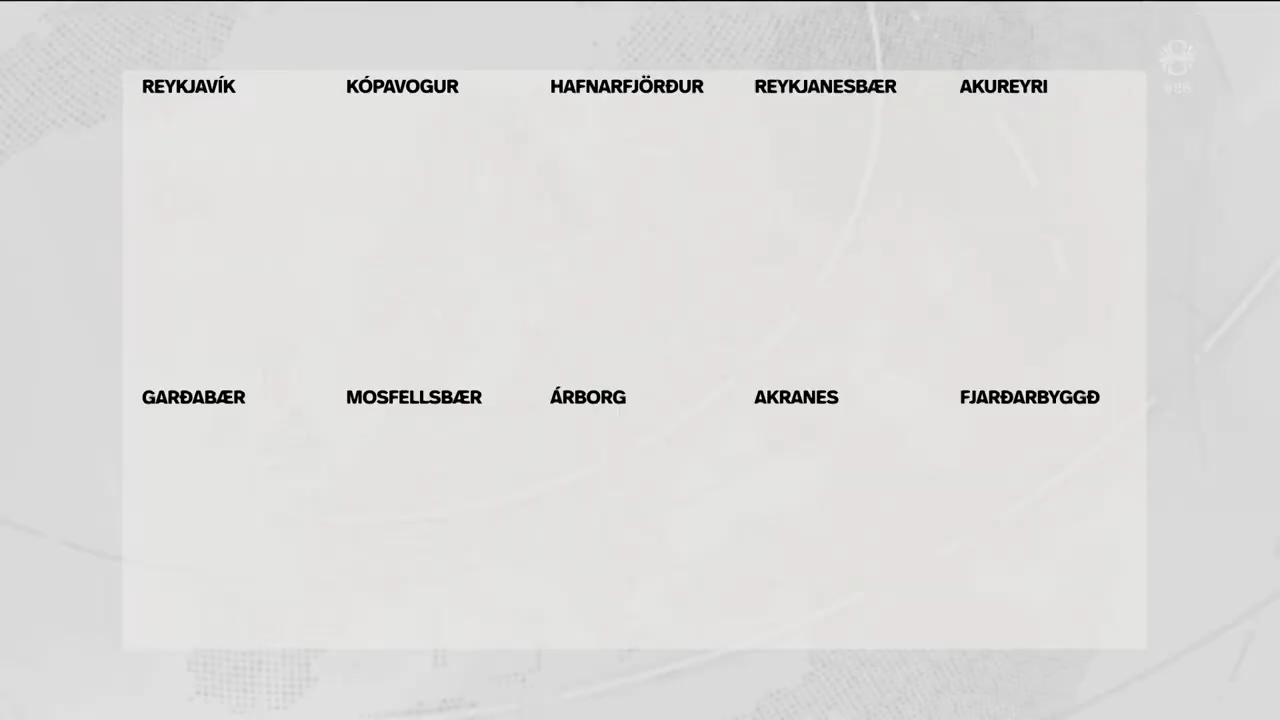 REYKJAVÍK KÓPAVOGUR HAFNARFJÖRÐUR REYKJANESBÆR AKUREYRI
GARÐABÆR MOSFELLSBÆR ÁRBORG AKRANES FJARÐARBYGGÐ